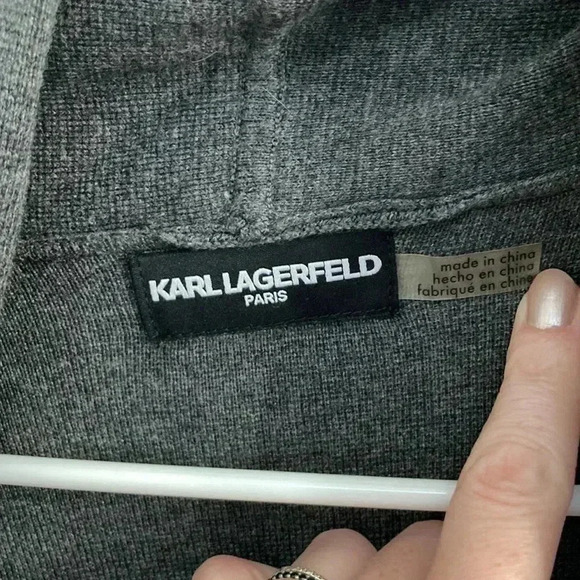 KARL LAGERFELD
PARIS
made in china
hecho en china
fabriqué en chine